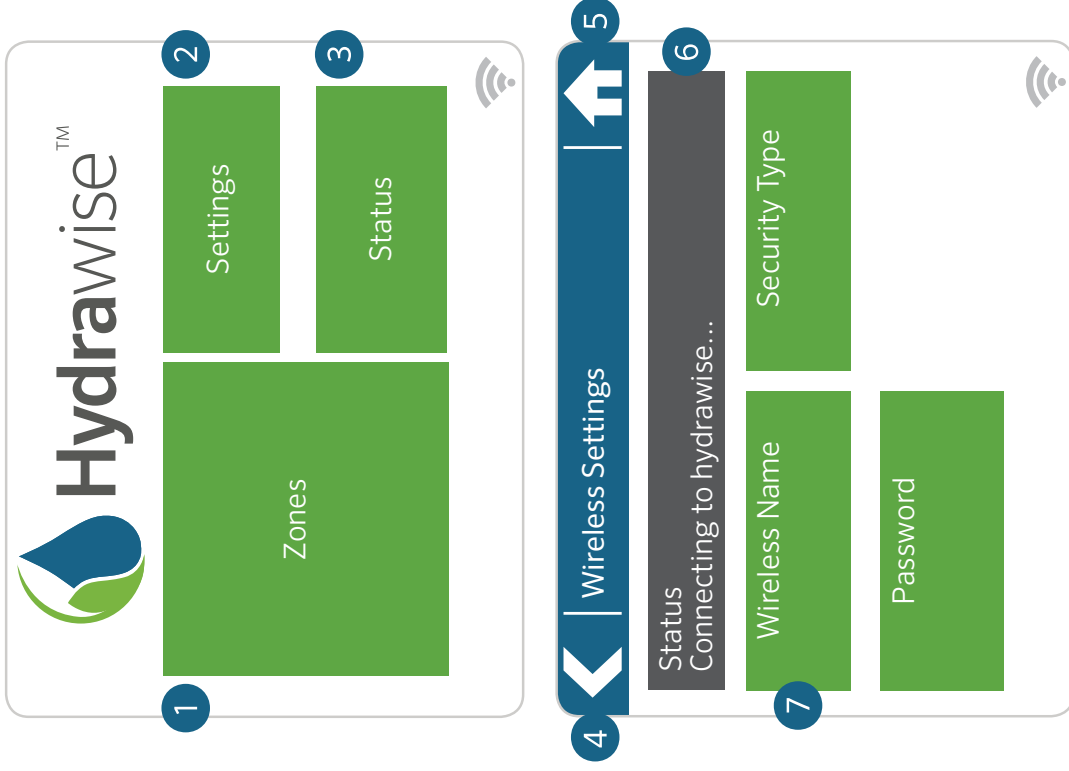 Hydrawise™
1
2
Zones
Settings
3
Status
4
Wireless Settings
5
6
Status
Connecting to hydrawise...
7
Wireless Name
Security Type
Password